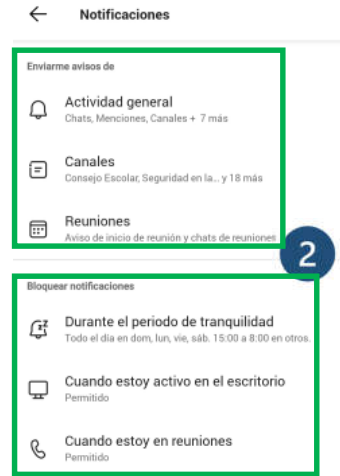 Notificaciones
Enviarme avisos de
Actividad general
Chats, Menciones, Canales + 7 más
Canales
Consejo Escolar, Seguridad en la... y 18 más
Reuniones
Aviso de inicio de reunión y chats de reuniones
2
Bloquear notificaciones
Durante el periodo de tranquilidad
Todo el día en dom, lun, vie, sáb. 15:00 a 8:00 en otros.
Cuando estoy activo en el escritorio
Permitido
Cuando estoy en reuniones
Permitido